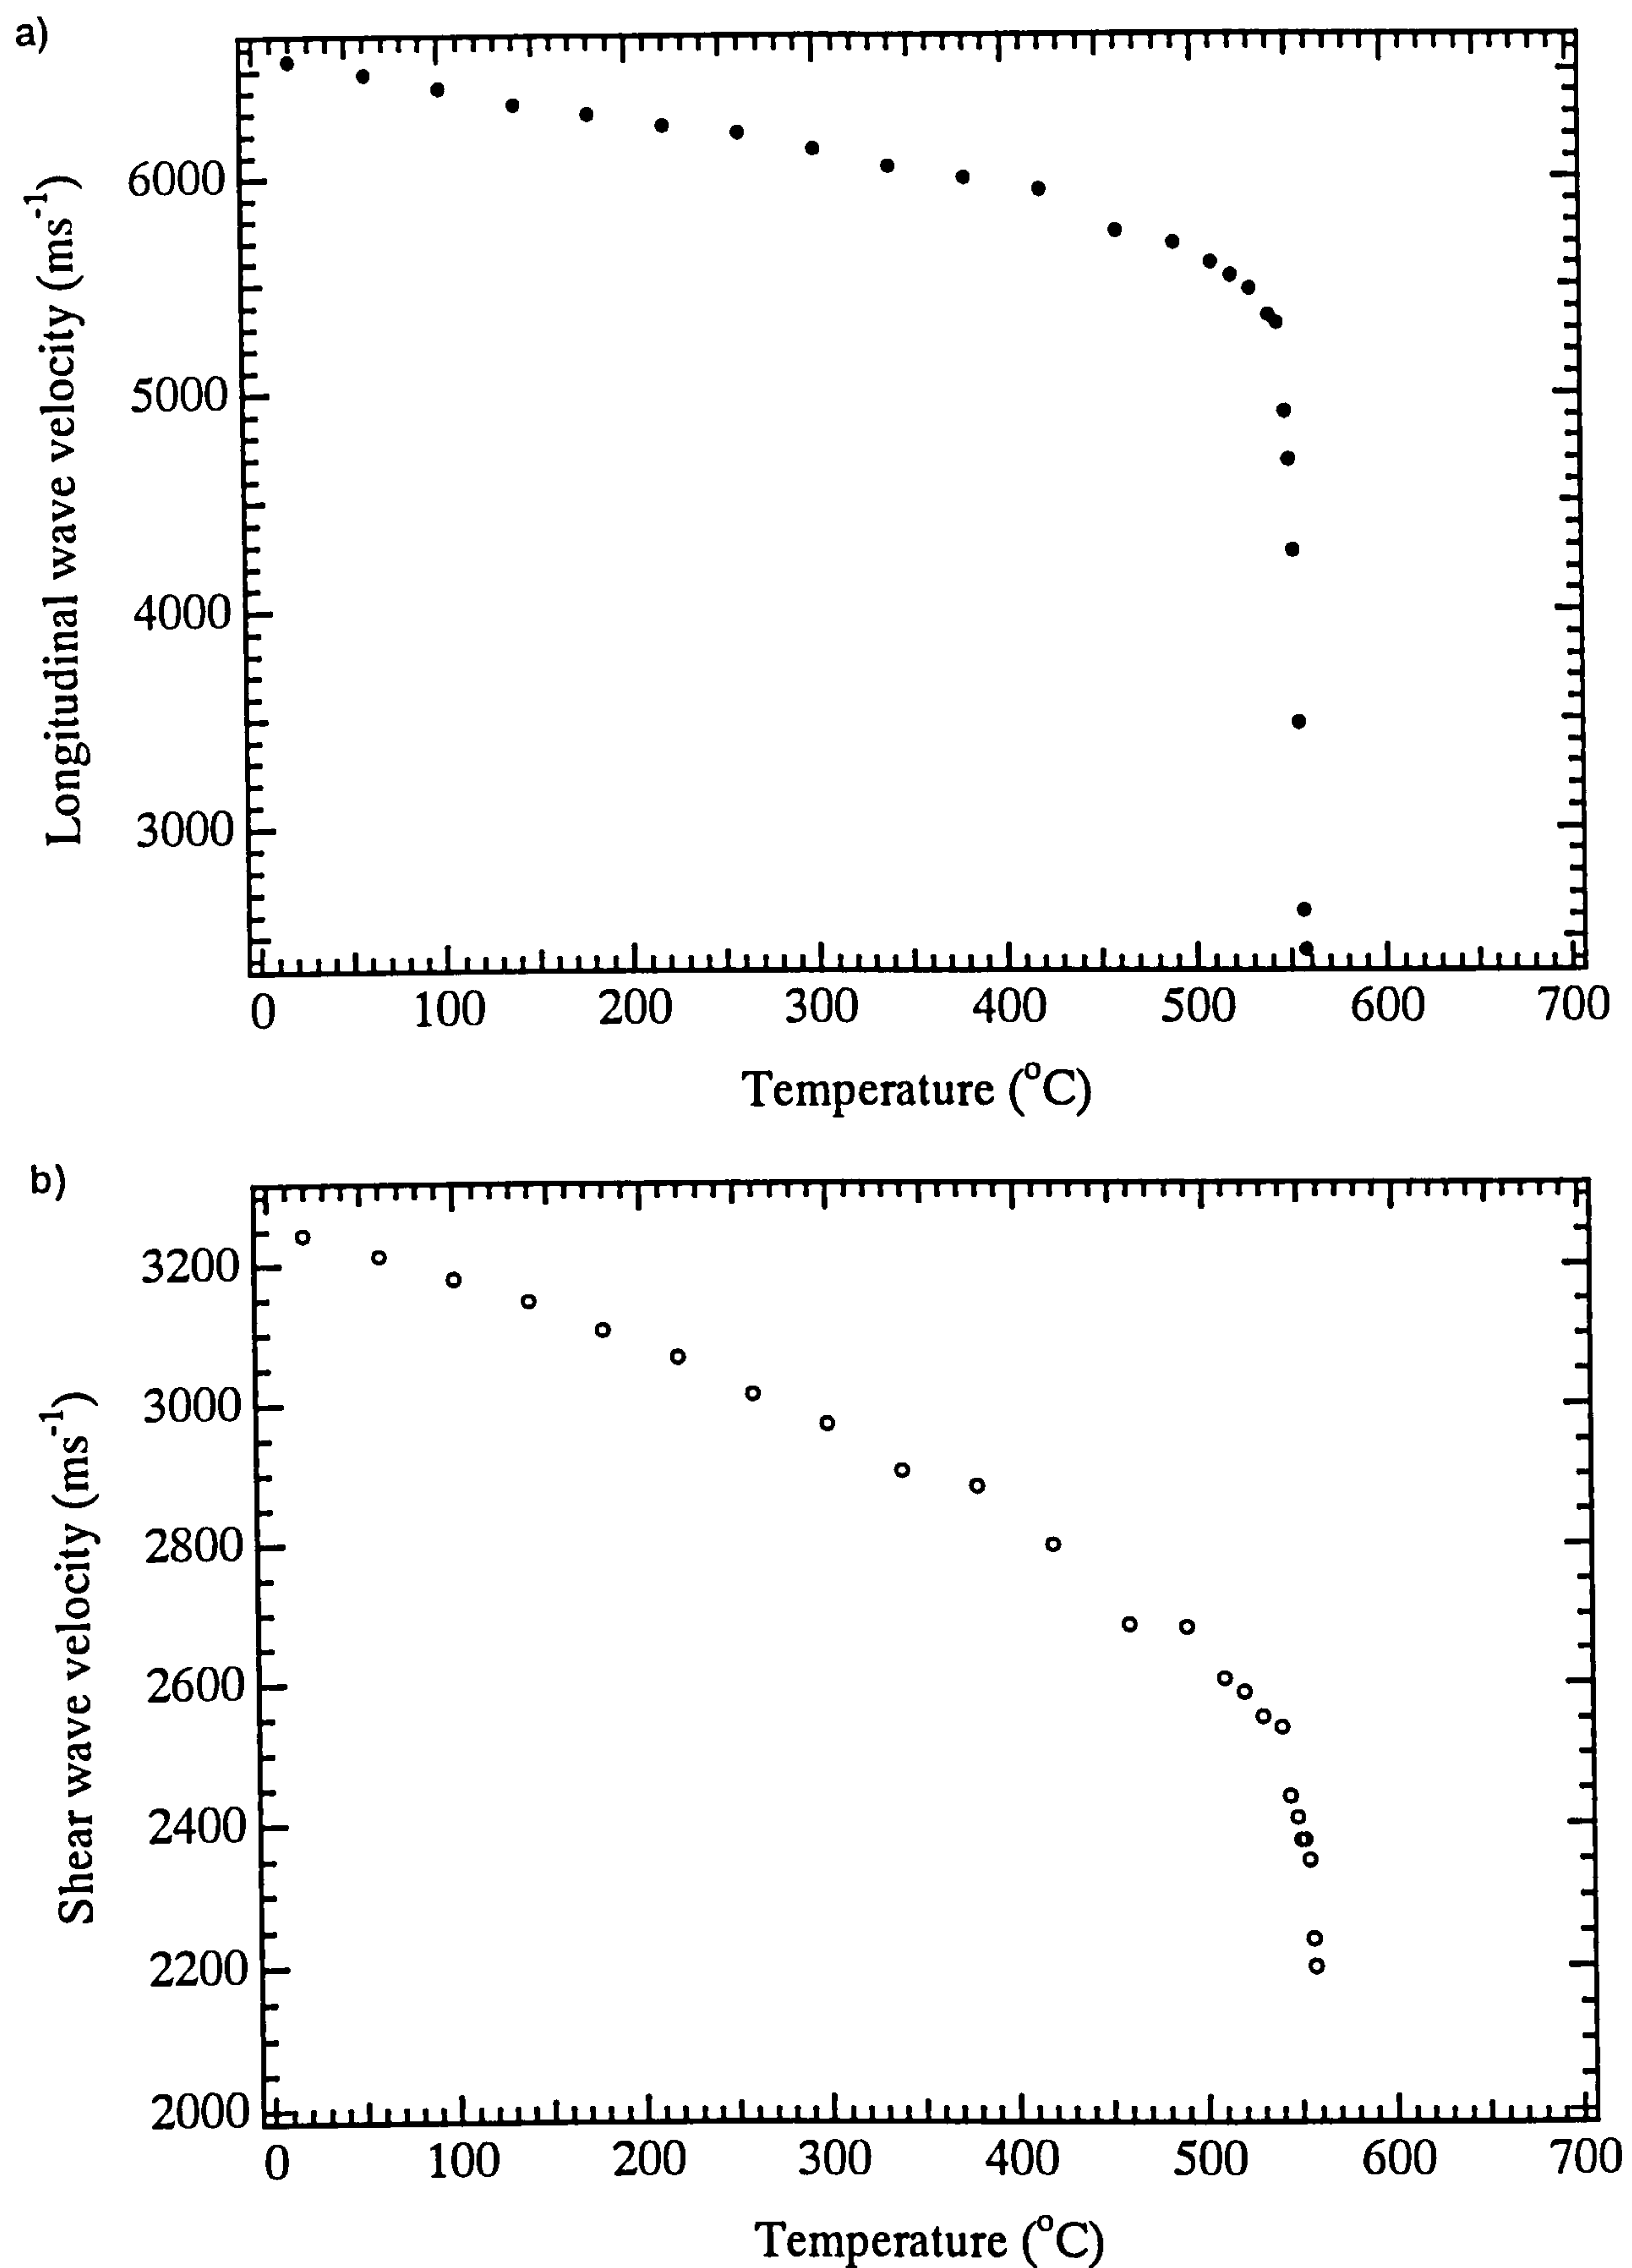 a)
Longitudinal wave velocity (ms⁻¹)
6000
5000
4000
3000
0 100 200 300 400 500 600 700
Temperature (°C)
b)
Shear wave velocity (ms⁻¹)
3200
3000
2800
2600
2400
2200
2000
0 100 200 300 400 500 600 700
Temperature (°C)